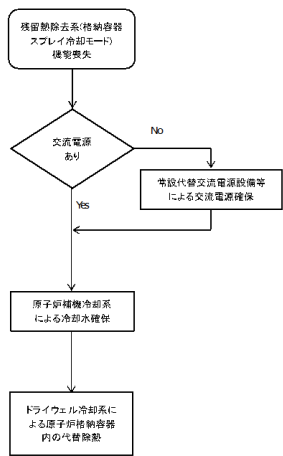 残留熱除去系(格納容器
スプレイ冷却モード)
機能喪失
交流電源
あり
No
常設代替交流電源設備等
による交流電源確保
Yes
原子炉補機冷却系
による冷却水確保
ドライウェル冷却系に
よる原子炉格納容器
内の代替除熱